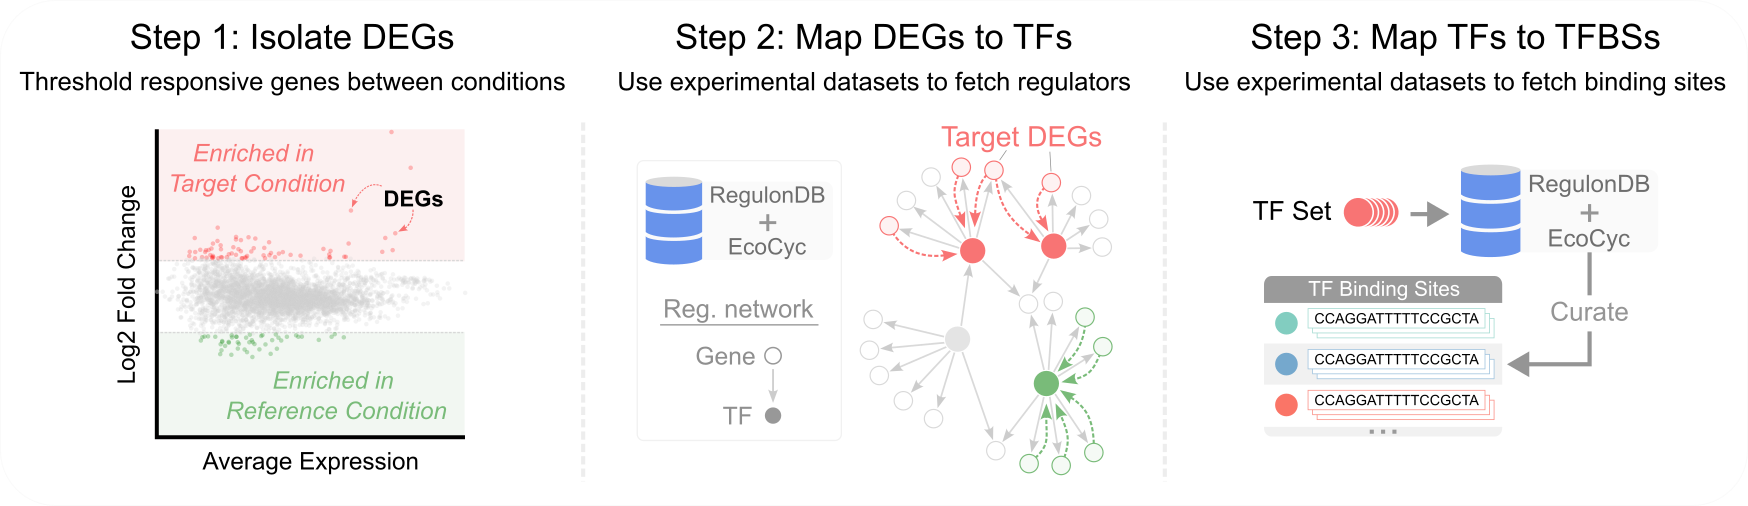 Step 1: Isolate DEGs
Threshold responsive genes between conditions
Enriched in
Target Condition
DEGs
Log2 Fold Change
Enriched in
Reference Condition
Average Expression
Step 2: Map DEGs to TFs
Use experimental datasets to fetch regulators
Target DEGs
RegulonDB
+
EcoCyc
Reg. network
Gene
TF
Step 3: Map TFs to TFBSs
Use experimental datasets to fetch binding sites
TF Set
RegulonDB
+
EcoCyc
TF Binding Sites
Curate
CCAGGATTTTTCCGCTA
CCAGGATTTTTCCGCTA
CCAGGATTTTTCCGCTA
...